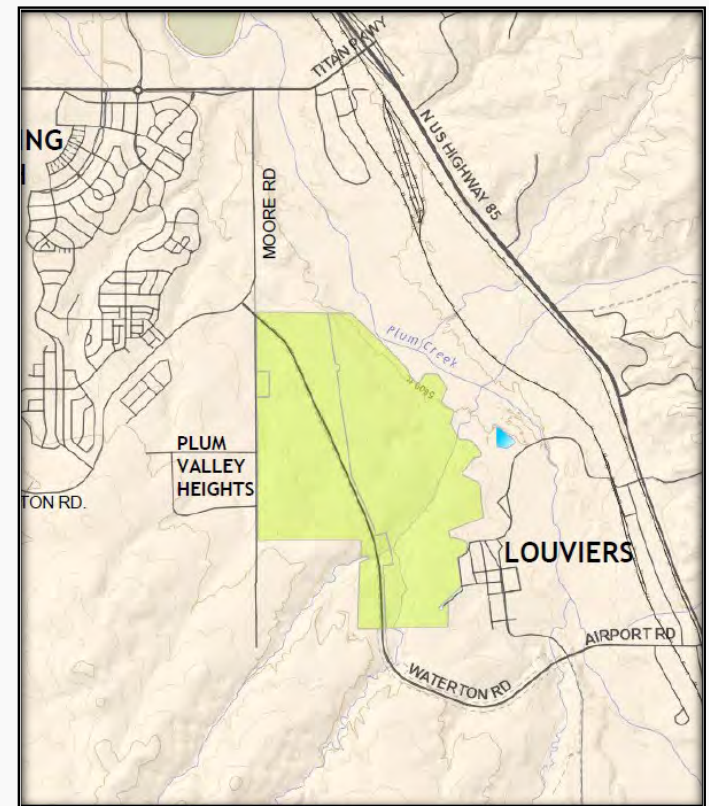 TITAN PKWY
N US HIGHWAY 85
NG
MOORE RD
Plum Creek
PLUM
VALLEY
HEIGHTS
TON RD.
LOUVIERS
AIRPORT RD
WATERTON RD